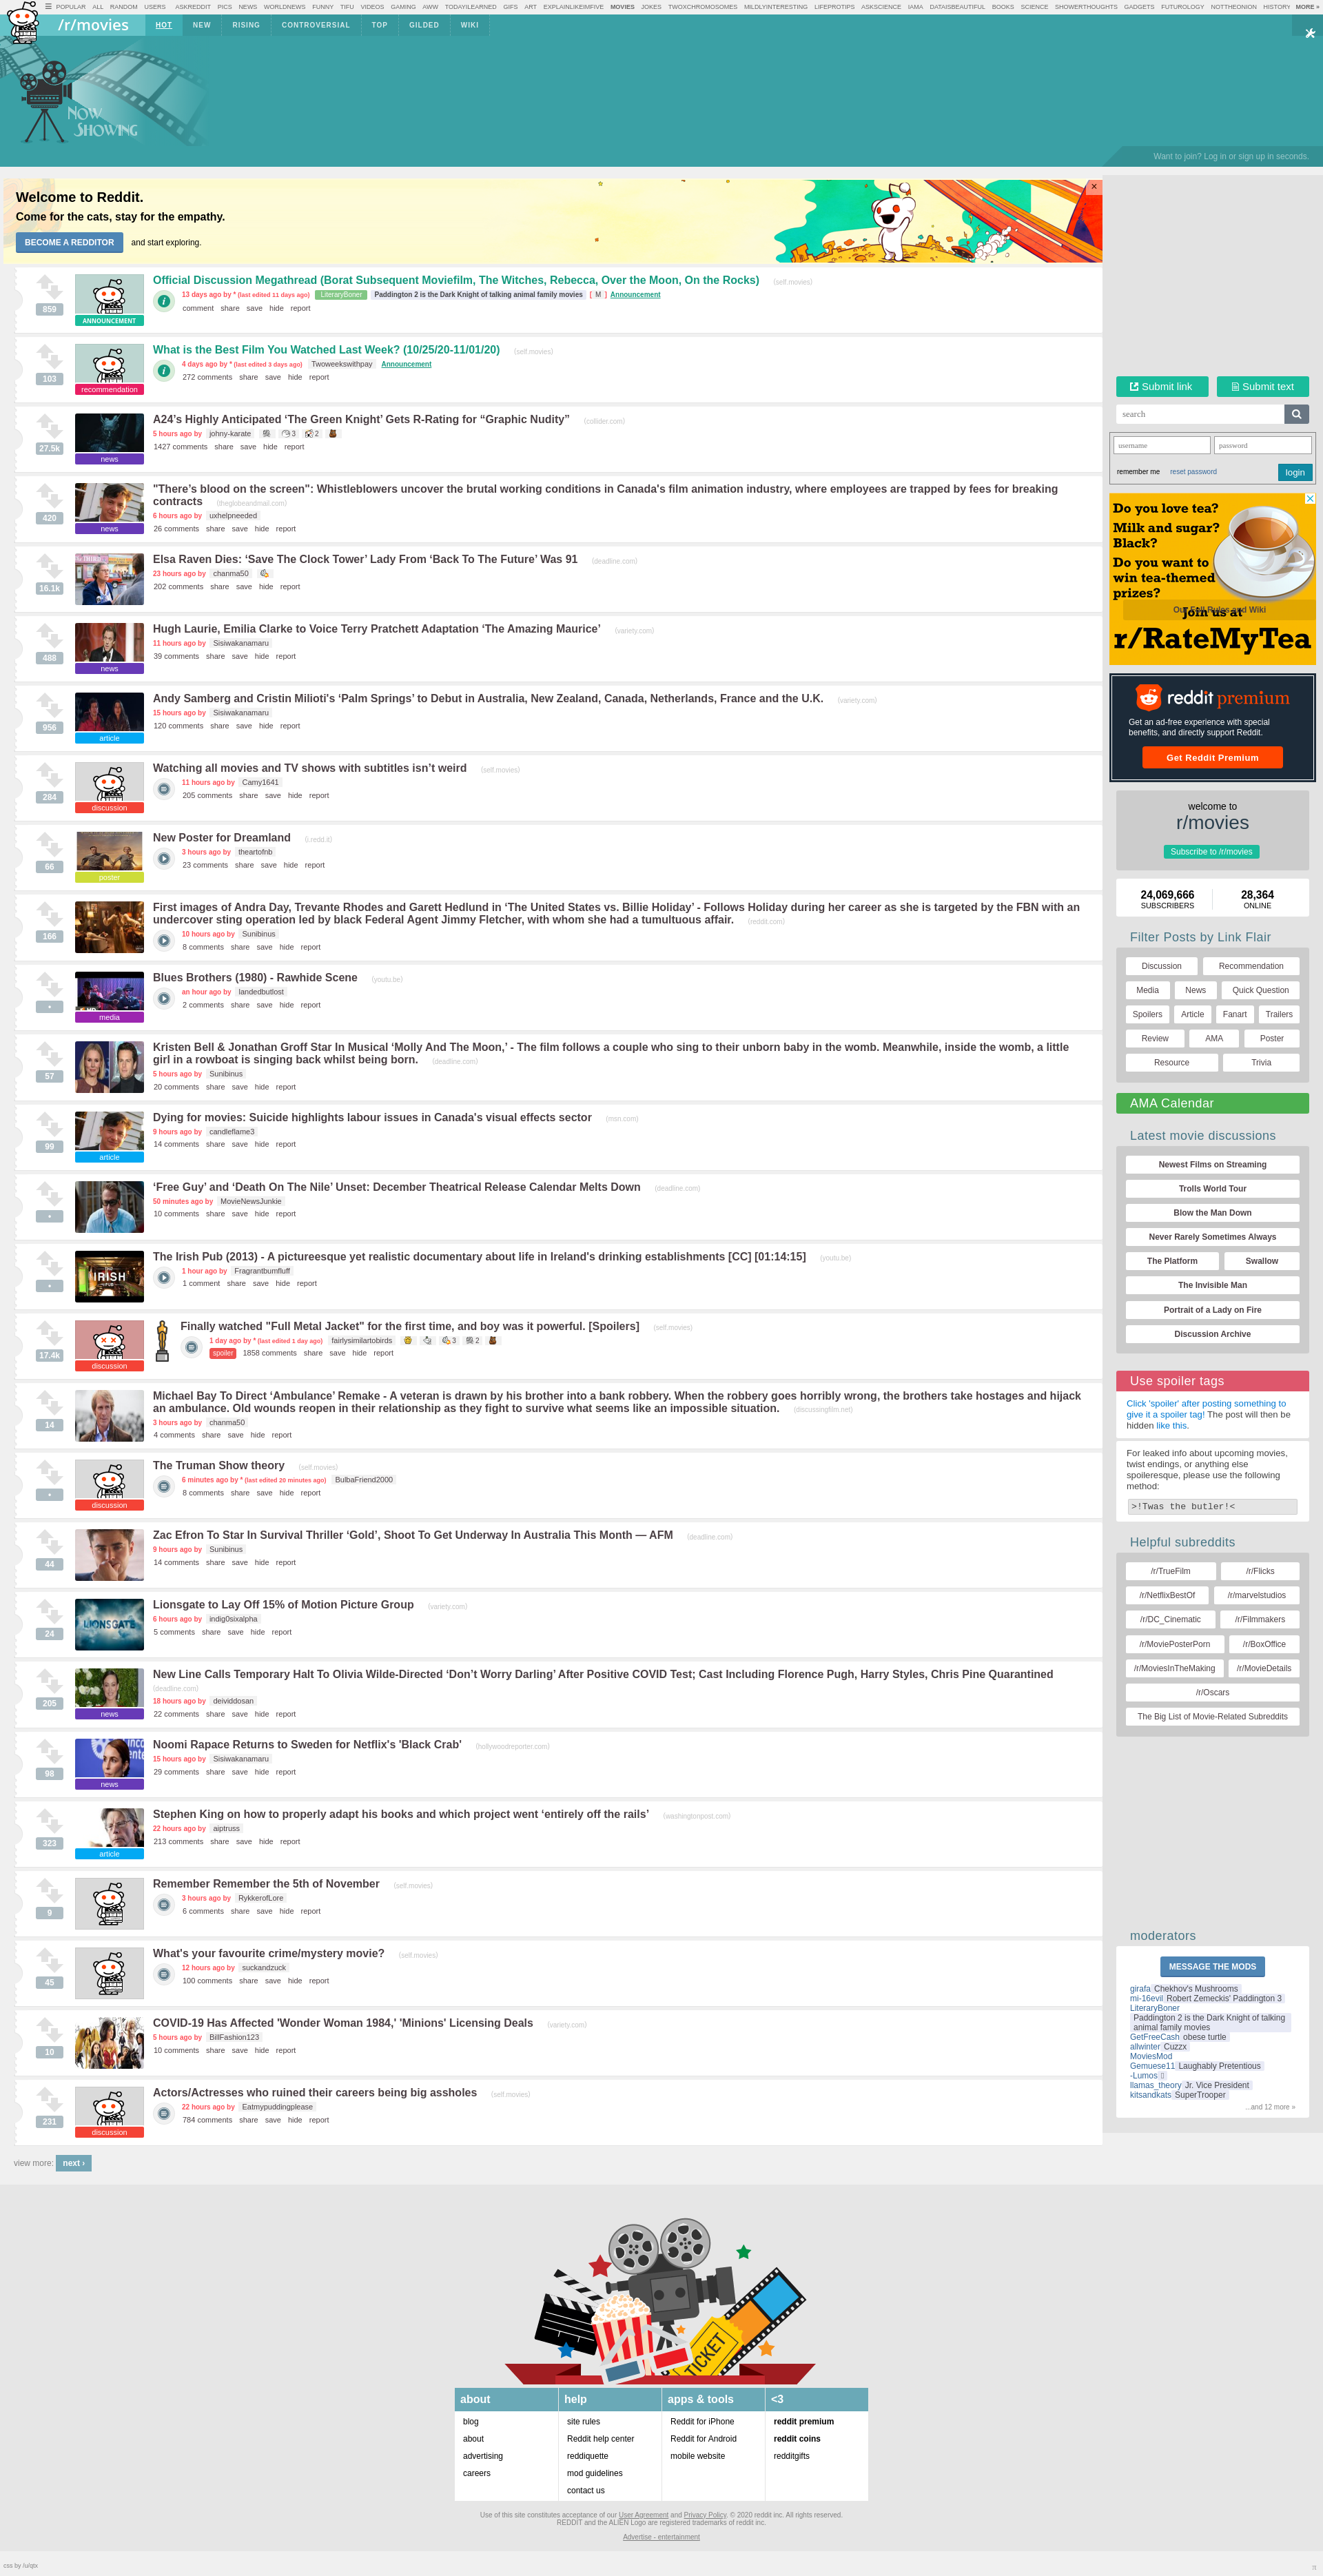 POPULAR ALL RANDOM USERS ASKREDDIT PICS NEWS WORLDNEWS FUNNY TIFU VIDEOS GAMING AWW TODAYILEARNED GIFS ART EXPLAINLIKEIMFIVE MOVIES JOKES TWOXCHROMOSOMES MILDLYINTERESTING LIFEPROTIPS ASKSCIENCE IAMA DATAISBEAUTIFUL BOOKS SCIENCE SHOWERTHOUGHTS GADGETS FUTUROLOGY NOTTHEONION HISTORY MORE »
/r/movies HOT NEW RISING CONTROVERSIAL TOP GILDED WIKI
NOW SHOWING
Want to join? Log in or sign up in seconds.
Welcome to Reddit.
Come for the cats, stay for the empathy.
BECOME A REDDITOR and start exploring.
859
ANNOUNCEMENT
Official Discussion Megathread (Borat Subsequent Moviefilm, The Witches, Rebecca, Over the Moon, On the Rocks) (self.movies)
13 days ago by * (last edited 11 days ago) LiteraryBoner Paddington 2 is the Dark Knight of talking animal family movies [ M ] Announcement
comment share save hide report
103
recommendation
What is the Best Film You Watched Last Week? (10/25/20-11/01/20) (self.movies)
4 days ago by * (last edited 3 days ago) Twoweekswithpay Announcement
272 comments share save hide report
27.5k
news
A24’s Highly Anticipated ‘The Green Knight’ Gets R-Rating for “Graphic Nudity” (collider.com)
5 hours ago by johny-karate 3 2
1427 comments share save hide report
420
news
"There’s blood on the screen": Whistleblowers uncover the brutal working conditions in Canada's film animation industry, where employees are trapped by fees for breaking
contracts (theglobeandmail.com)
6 hours ago by uxhelpneeded
26 comments share save hide report
16.1k
Elsa Raven Dies: ‘Save The Clock Tower’ Lady From ‘Back To The Future’ Was 91 (deadline.com)
23 hours ago by chanma50
202 comments share save hide report
488
news
Hugh Laurie, Emilia Clarke to Voice Terry Pratchett Adaptation ‘The Amazing Maurice’ (variety.com)
11 hours ago by Sisiwakanamaru
39 comments share save hide report
956
article
Andy Samberg and Cristin Milioti's ‘Palm Springs’ to Debut in Australia, New Zealand, Canada, Netherlands, France and the U.K. (variety.com)
15 hours ago by Sisiwakanamaru
120 comments share save hide report
284
discussion
Watching all movies and TV shows with subtitles isn’t weird (self.movies)
11 hours ago by Camy1641
205 comments share save hide report
66
poster
New Poster for Dreamland (i.redd.it)
3 hours ago by theartofnb
23 comments share save hide report
166
First images of Andra Day, Trevante Rhodes and Garett Hedlund in ‘The United States vs. Billie Holiday’ - Follows Holiday during her career as she is targeted by the FBN with an
undercover sting operation led by black Federal Agent Jimmy Fletcher, with whom she had a tumultuous affair. (reddit.com)
10 hours ago by Sunibinus
8 comments share save hide report
•
media
Blues Brothers (1980) - Rawhide Scene (youtu.be)
an hour ago by landedbutlost
2 comments share save hide report
57
Kristen Bell & Jonathan Groff Star In Musical ‘Molly And The Moon,’ - The film follows a couple who sing to their unborn baby in the womb. Meanwhile, inside the womb, a little
girl in a rowboat is singing back whilst being born. (deadline.com)
5 hours ago by Sunibinus
20 comments share save hide report
99
article
Dying for movies: Suicide highlights labour issues in Canada's visual effects sector (msn.com)
9 hours ago by candleflame3
14 comments share save hide report
•
‘Free Guy’ and ‘Death On The Nile’ Unset: December Theatrical Release Calendar Melts Down (deadline.com)
50 minutes ago by MovieNewsJunkie
10 comments share save hide report
•
IRISH
The Irish Pub (2013) - A pictureesque yet realistic documentary about life in Ireland's drinking establishments [CC] [01:14:15] (youtu.be)
1 hour ago by Fragrantbumfluff
1 comment share save hide report
17.4k
discussion
Finally watched "Full Metal Jacket" for the first time, and boy was it powerful. [Spoilers] (self.movies)
1 day ago by * (last edited 1 day ago) fairlysimilartobirds 3 2
spoiler 1858 comments share save hide report
14
Michael Bay To Direct ‘Ambulance’ Remake - A veteran is drawn by his brother into a bank robbery. When the robbery goes horribly wrong, the brothers take hostages and hijack
an ambulance. Old wounds reopen in their relationship as they fight to survive what seems like an impossible situation. (discussingfilm.net)
3 hours ago by chanma50
4 comments share save hide report
•
discussion
The Truman Show theory (self.movies)
6 minutes ago by * (last edited 20 minutes ago) BulbaFriend2000
8 comments share save hide report
44
Zac Efron To Star In Survival Thriller ‘Gold’, Shoot To Get Underway In Australia This Month — AFM (deadline.com)
9 hours ago by Sunibinus
14 comments share save hide report
24
LIONSGATE
Lionsgate to Lay Off 15% of Motion Picture Group (variety.com)
6 hours ago by indig0sixalpha
5 comments share save hide report
205
news
New Line Calls Temporary Halt To Olivia Wilde-Directed ‘Don’t Worry Darling’ After Positive COVID Test; Cast Including Florence Pugh, Harry Styles, Chris Pine Quarantined
(deadline.com)
18 hours ago by deividdosan
22 comments share save hide report
98
news
Noomi Rapace Returns to Sweden for Netflix's 'Black Crab' (hollywoodreporter.com)
15 hours ago by Sisiwakanamaru
29 comments share save hide report
323
article
Stephen King on how to properly adapt his books and which project went ‘entirely off the rails’ (washingtonpost.com)
22 hours ago by aiptruss
213 comments share save hide report
9
Remember Remember the 5th of November (self.movies)
3 hours ago by RykkerofLore
6 comments share save hide report
45
What's your favourite crime/mystery movie? (self.movies)
12 hours ago by suckandzuck
100 comments share save hide report
10
COVID-19 Has Affected 'Wonder Woman 1984,' 'Minions' Licensing Deals (variety.com)
5 hours ago by BillFashion123
10 comments share save hide report
231
discussion
Actors/Actresses who ruined their careers being big assholes (self.movies)
22 hours ago by Eatmypuddingplease
784 comments share save hide report
view more: next ›
Submit link Submit text
search
username password
remember me reset password login
Do you love tea?
Milk and sugar?
Black?
Do you want to
win tea-themed
prizes?
Our Full Rules and Wiki
Join us at
r/RateMyTea
reddit premium
Get an ad-free experience with special
benefits, and directly support Reddit.
Get Reddit Premium
welcome to
r/movies
Subscribe to /r/movies
24,069,666 28,364
SUBSCRIBERS ONLINE
Filter Posts by Link Flair
Discussion Recommendation
Media News Quick Question
Spoilers Article Fanart Trailers
Review AMA Poster
Resource Trivia
AMA Calendar
Latest movie discussions
Newest Films on Streaming
Trolls World Tour
Blow the Man Down
Never Rarely Sometimes Always
The Platform Swallow
The Invisible Man
Portrait of a Lady on Fire
Discussion Archive
Use spoiler tags
Click 'spoiler' after posting something to
give it a spoiler tag! The post will then be
hidden like this.
For leaked info about upcoming movies,
twist endings, or anything else
spoileresque, please use the following
method:
>!Twas the butler!<
Helpful subreddits
/r/TrueFilm /r/Flicks
/r/NetflixBestOf /r/marvelstudios
/r/DC_Cinematic /r/Filmmakers
/r/MoviePosterPorn /r/BoxOffice
/r/MoviesInTheMaking /r/MovieDetails
/r/Oscars
The Big List of Movie-Related Subreddits
moderators
MESSAGE THE MODS
girafa Chekhov's Mushrooms
mi-16evil Robert Zemeckis' Paddington 3
LiteraryBoner
Paddington 2 is the Dark Knight of talking
animal family movies
GetFreeCash obese turtle
allwinter Cuzzx
MoviesMod
Gemuese11 Laughably Pretentious
-Lumos
llamas_theory Jr. Vice President
kitsandkats SuperTrooper
...and 12 more »
TICKET
about help apps & tools <3
blog site rules Reddit for iPhone reddit premium
about Reddit help center Reddit for Android reddit coins
advertising reddiquette mobile website redditgifts
careers mod guidelines
contact us
Use of this site constitutes acceptance of our User Agreement and Privacy Policy. © 2020 reddit inc. All rights reserved.
REDDIT and the ALIEN Logo are registered trademarks of reddit inc.
Advertise - entertainment
css by /u/qtx
π